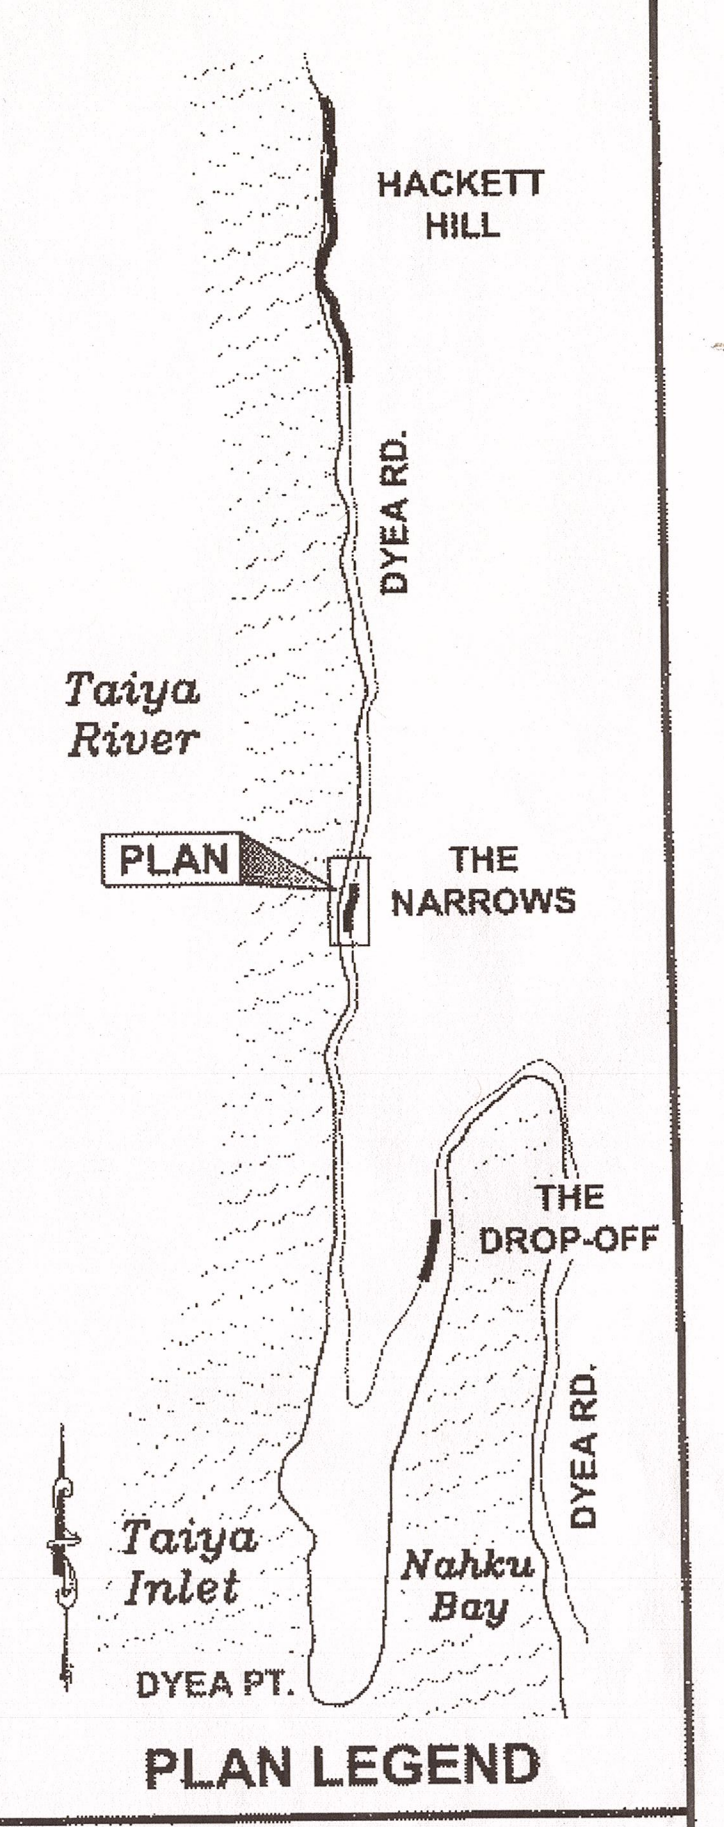 HACKETT
HILL
DYEA RD.
Taiya
River
PLAN
THE
NARROWS
THE
DROP-OFF
DYEA RD.
Taiya
Inlet
Nahku
Bay
DYEA PT.
PLAN LEGEND